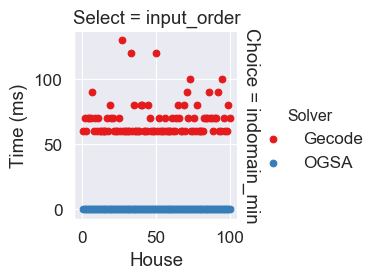 Select = input_order
Choice = indomain_min
Time (ms)
100
50
0
0
50
100
House
Solver
Gecode
OGSA